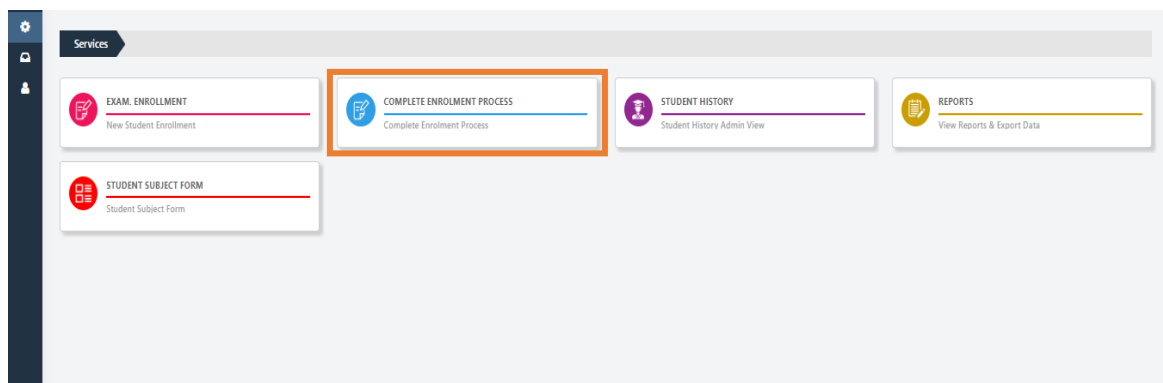 Services
EXAM. ENROLLMENT
New Student Enrollment
COMPLETE ENROLMENT PROCESS
Complete Enrolment Process
STUDENT HISTORY
Student History Admin View
REPORTS
View Reports & Export Data
STUDENT SUBJECT FORM
Student Subject Form